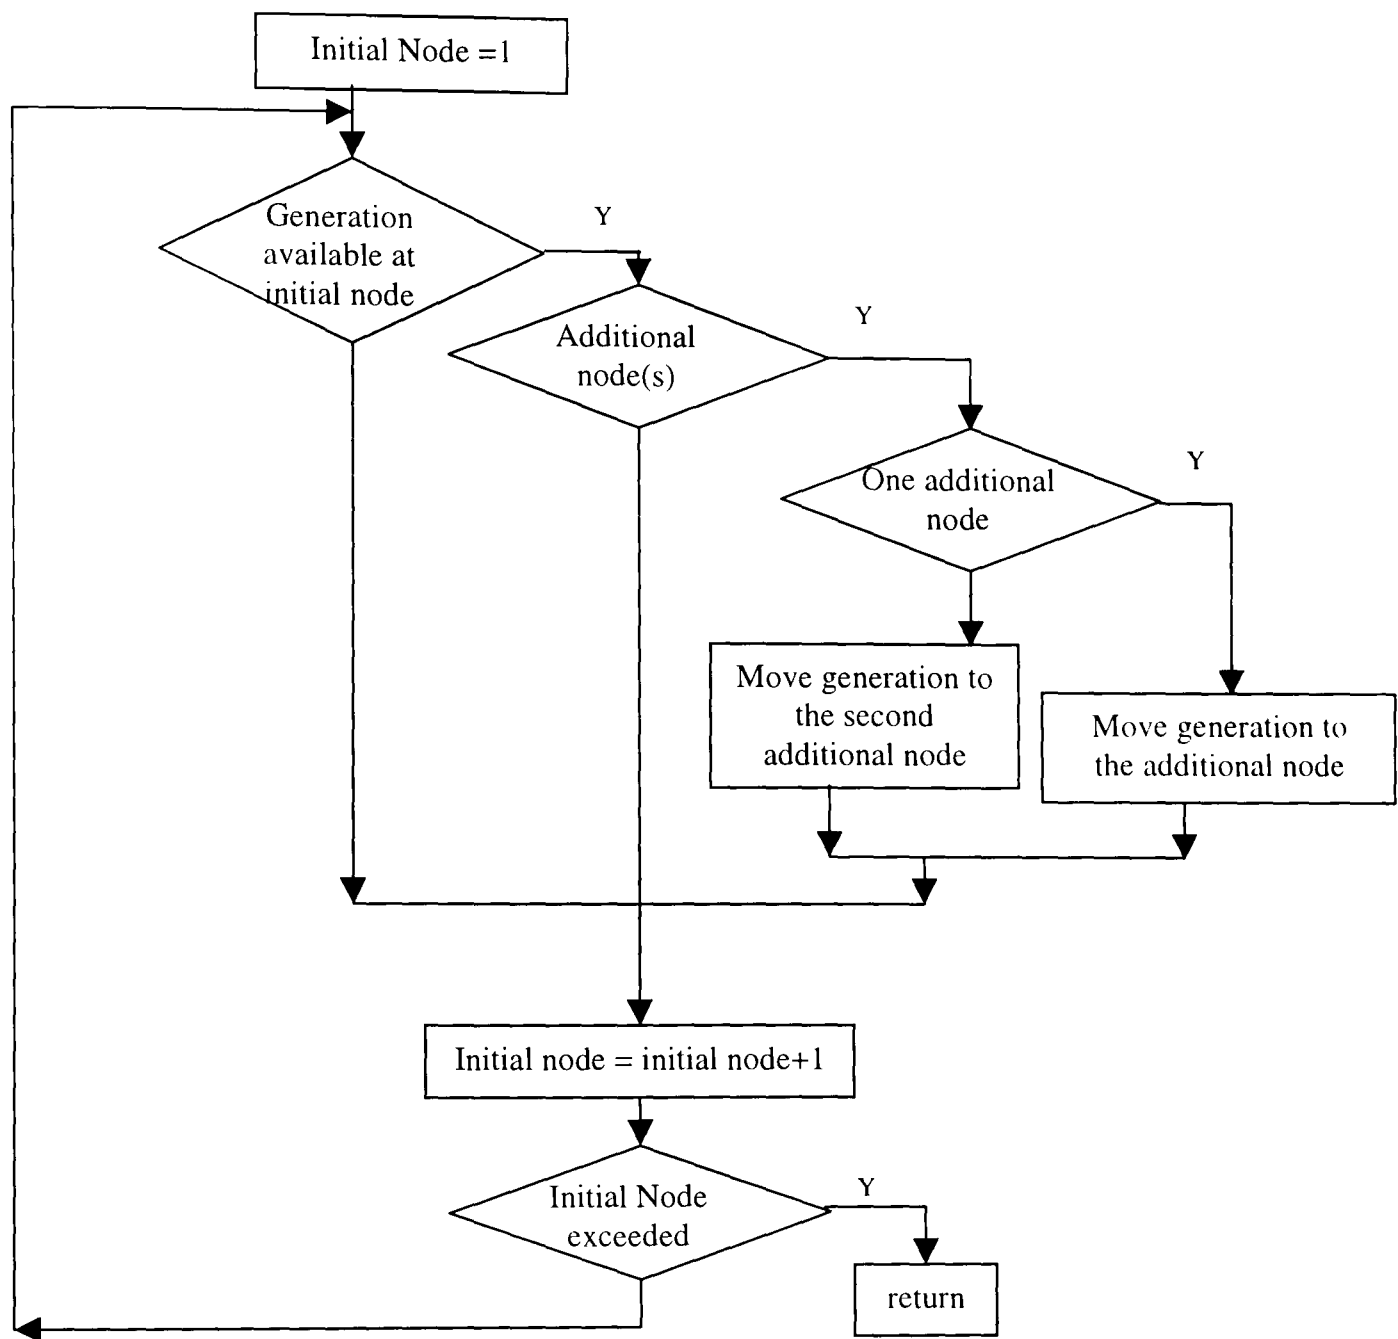 Initial Node =1
Generation
available at
initial node
Y
Additional
node(s)
Y
One additional
node
Y
Move generation to
the second
additional node
Move generation to
the additional node
Initial node = initial node+1
Initial Node
exceeded
Y
return